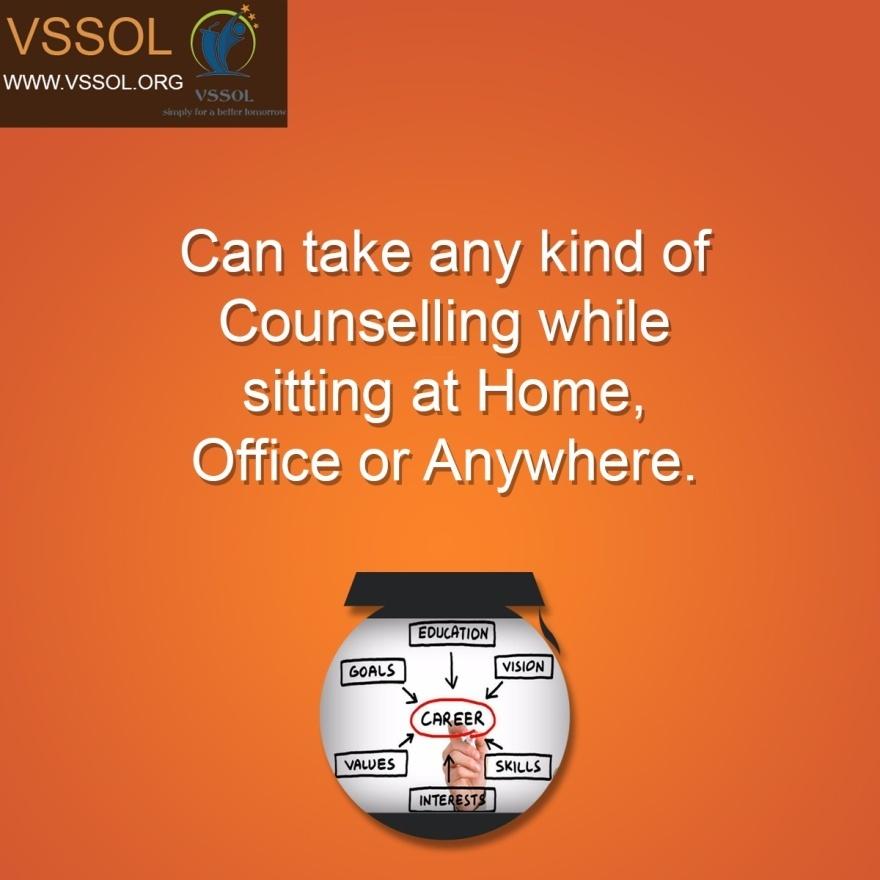 VSSOL
WWW.VSSOL.ORG
VSSOL
simply for a better tomorrow
Can take any kind of
Counselling while
sitting at Home,
Office or Anywhere.
EDUCATION
GOALS
VISION
CAREER
VALUES
SKILLS
INTERESTS